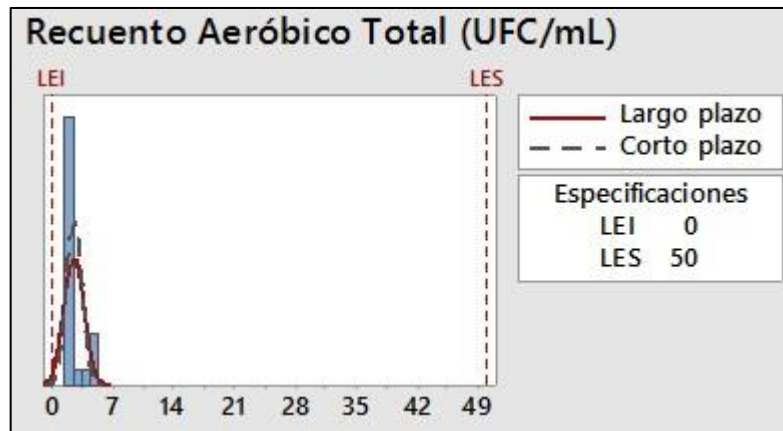 Recuento Aeróbico Total (UFC/mL)
LEI LES
Largo plazo
Corto plazo
Especificaciones
LEI 0
LES 50
0 7 14 21 28 35 42 49